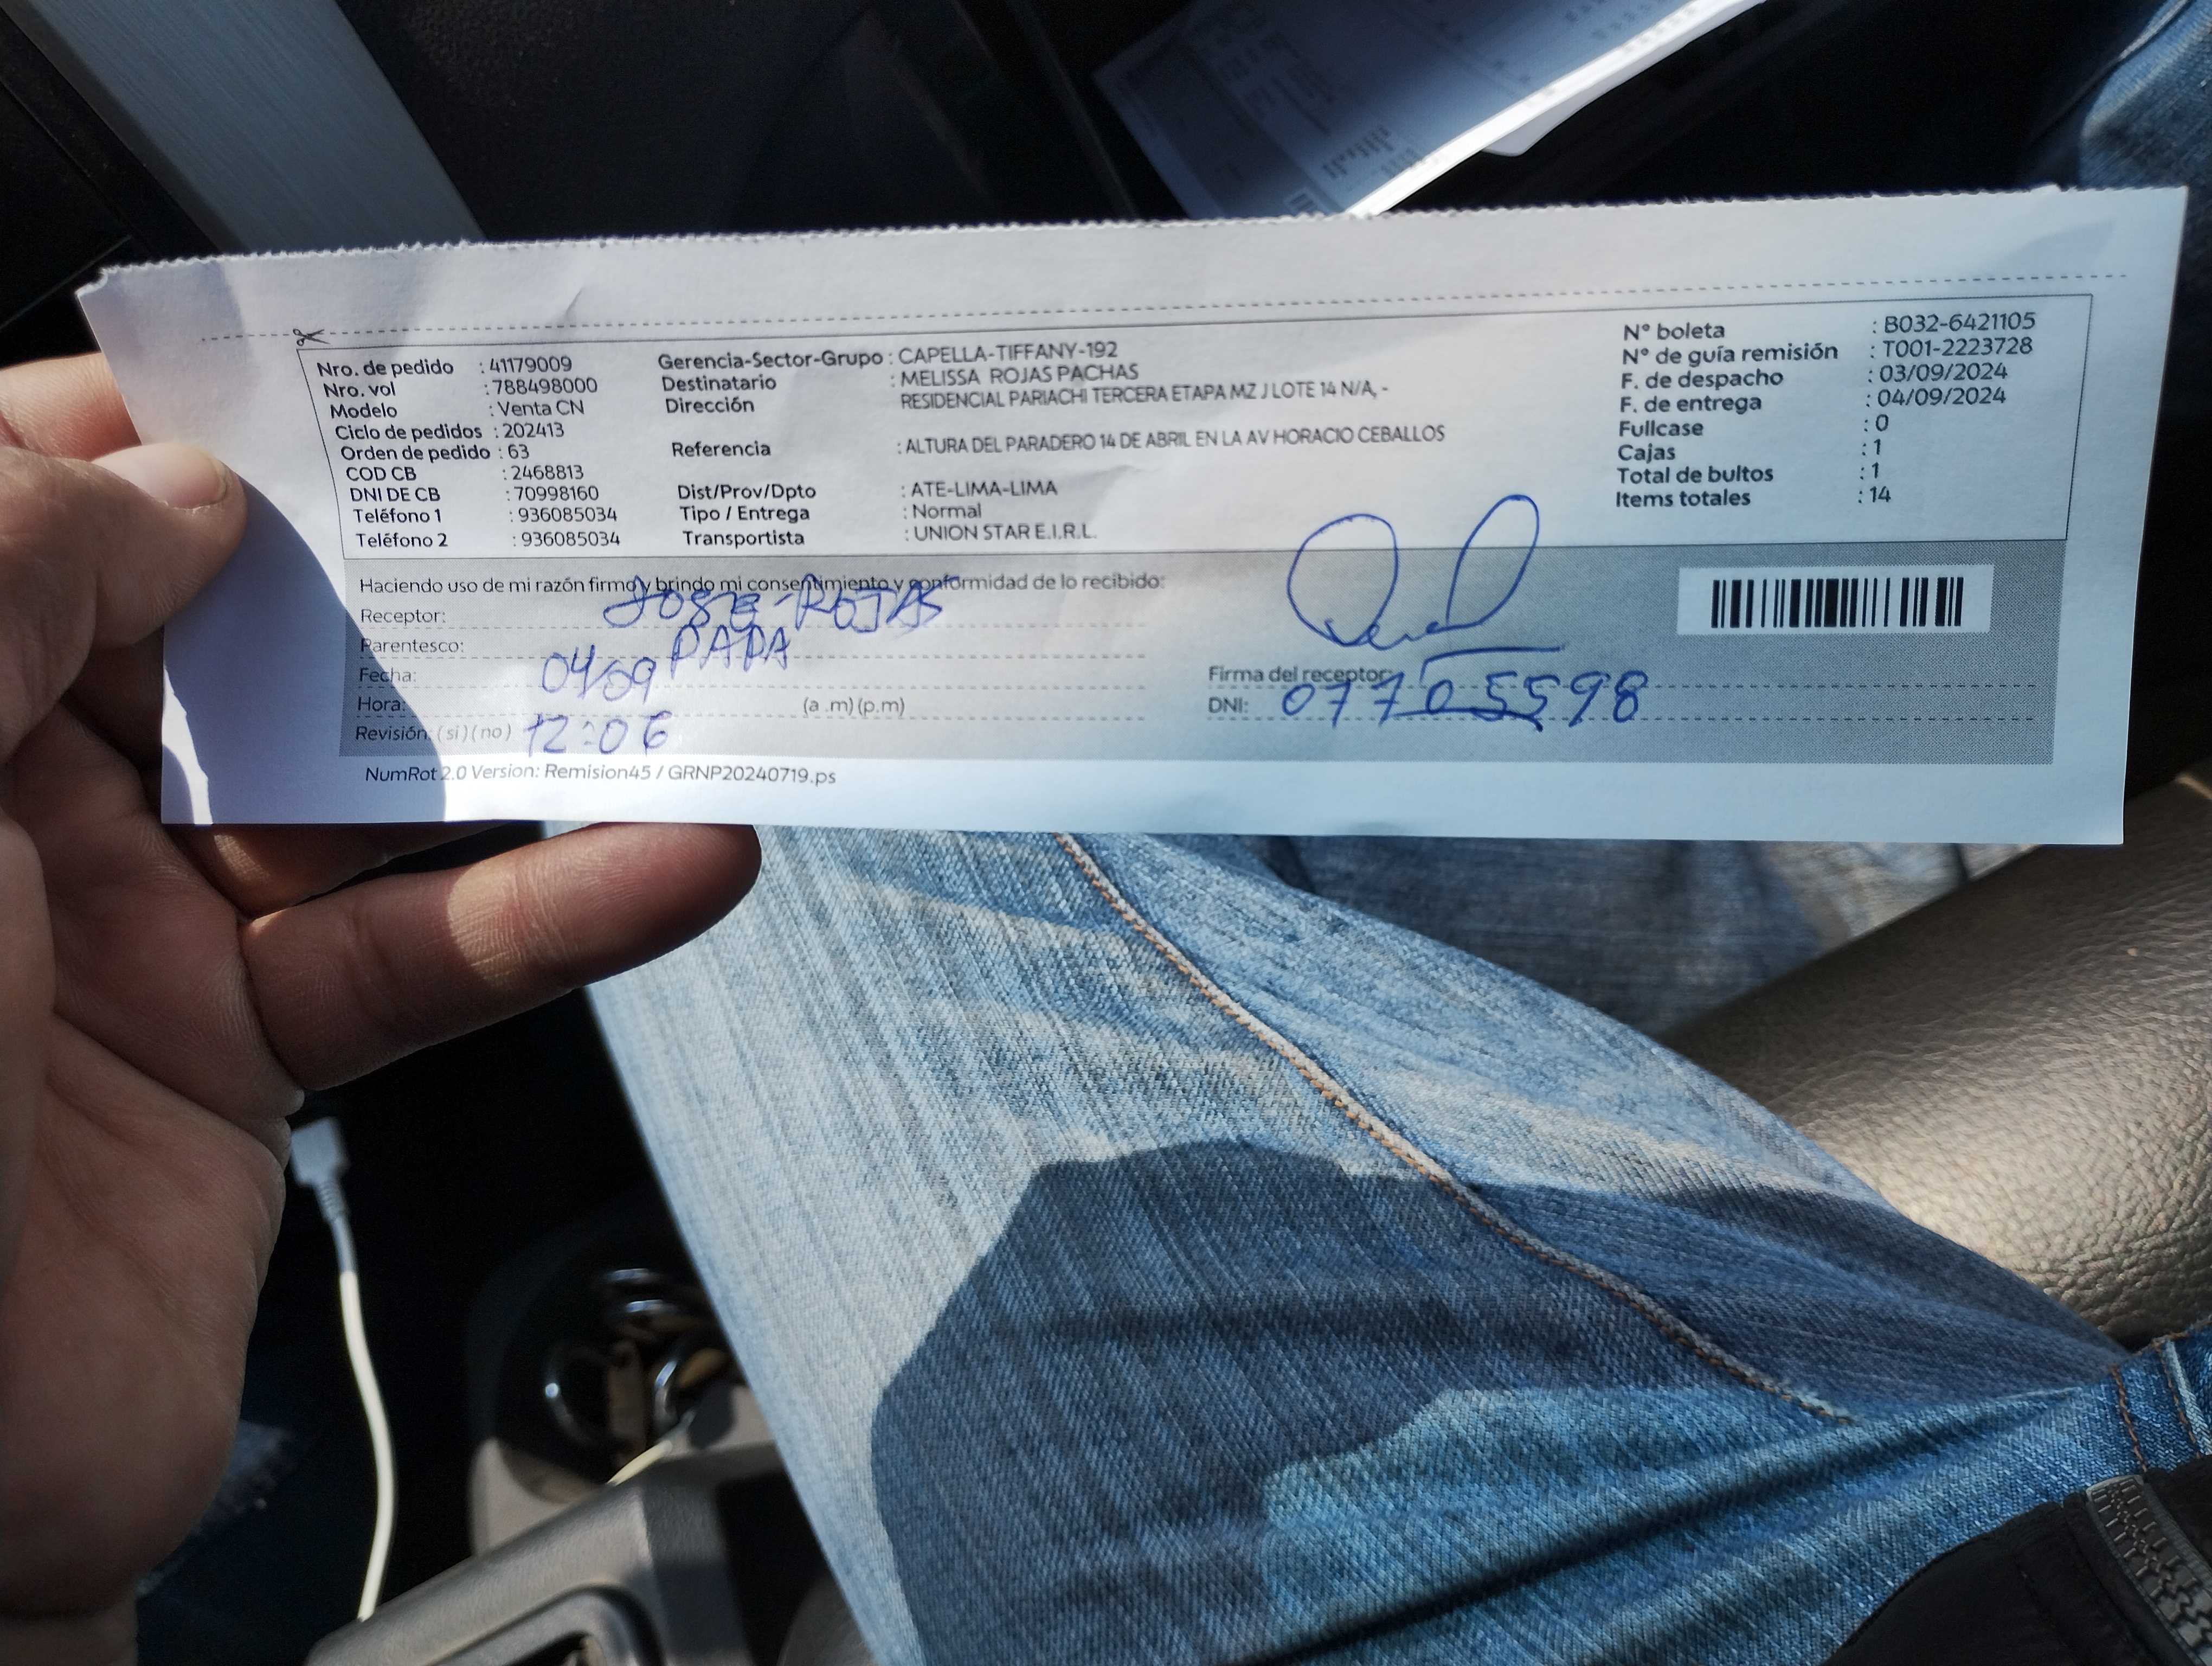 Nro. de pedido : 41179009
Nro. vol : 788498000
Modelo : Venta CN
Ciclo de pedidos : 202413
Orden de pedido : 63
COD CB : 2468813
DNI DE CB : 70998160
Teléfono 1 : 936085034
Teléfono 2 : 936085034
Gerencia-Sector-Grupo : CAPELLA-TIFFANY-192
Destinatario : MELISSA ROJAS PACHAS
Dirección RESIDENCIAL PARIACHI TERCERA ETAPA MZ J LOTE 14 N/A, -
Referencia : ALTURA DEL PARADERO 14 DE ABRIL EN LA AV HORACIO CEBALLOS
Dist/Prov/Dpto : ATE-LIMA-LIMA
Tipo / Entrega : Normal
Transportista : UNION STAR E.I.R.L.
N° boleta : B032-6421105
N° de guía remisión : T001-2223728
F. de despacho : 03/09/2024
F. de entrega : 04/09/2024
Fullcase : 0
Cajas : 1
Total de bultos : 1
Items totales : 14
Haciendo uso de mi razón firmo y brindo mi consentimiento y conformidad de lo recibido:
Receptor: JOSE ROJAS
Parentesco: PAPA
Fecha: 04/09
Hora: 12:06 (a .m) (p.m)
Revisión: (si) (no)
Firma del receptor:
DNI: 07705598
NumRot 2.0 Version: Remision45 / GRNP20240719.ps